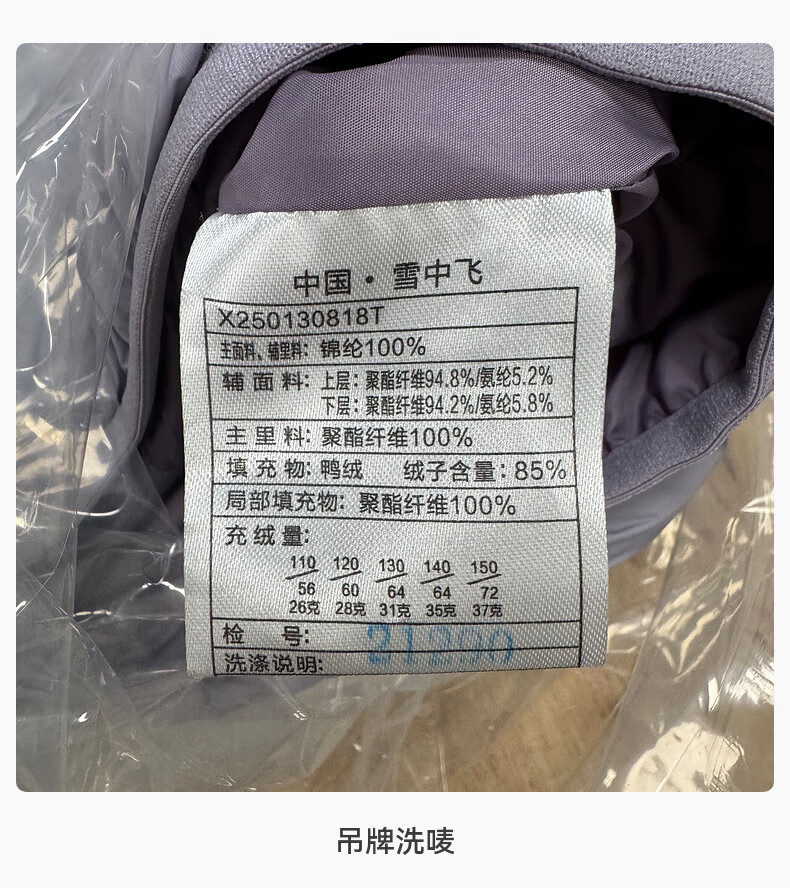 中国·雪中飞
X250130818T
主面料、辅里料: 锦纶100%
辅面料: 上层: 聚酯纤维94.8%/氨纶5.2%
下层: 聚酯纤维94.2%/氨纶5.8%
主里料: 聚酯纤维100%
填充物: 鸭绒 绒子含量: 85%
局部填充物: 聚酯纤维100%
充绒量:
110 120 130 140 150
56 60 64 64 72
26克 28克 31克 35克 37克
检 号: 21290
洗涤说明:
吊牌洗唛